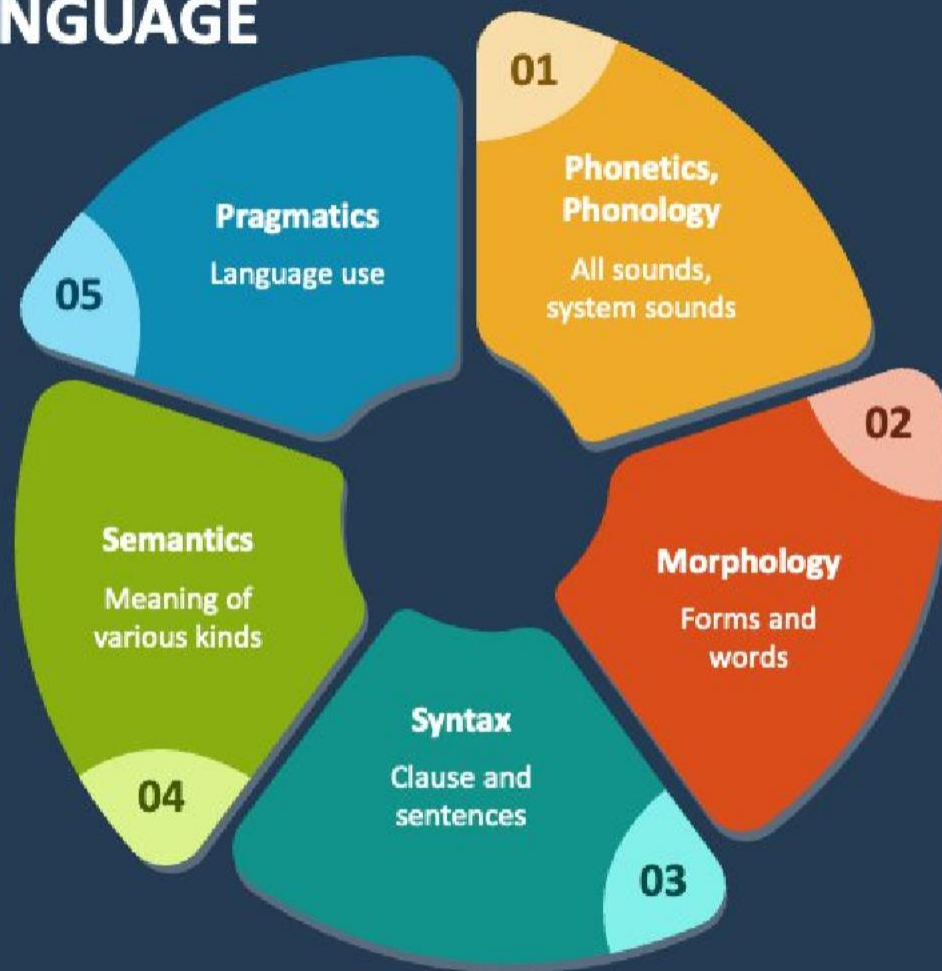 NGUAGE
01
Phonetics,
Phonology
All sounds,
system sounds
02
Morphology
Forms and
words
03
Syntax
Clause and
sentences
04
Semantics
Meaning of
various kinds
05
Pragmatics
Language use